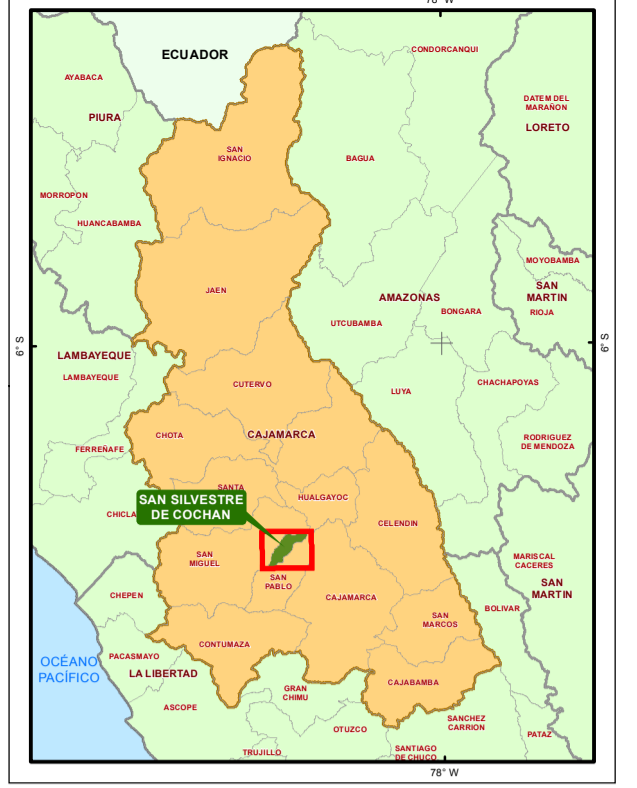 78° W
ECUADOR
CONDORCANQUI
AYABACA
DATEM DEL
MARAÑON
PIURA
LORETO
SAN
IGNACIO
BAGUA
MORROPON
HUANCABAMBA
MOYOBAMBA
SAN
MARTIN
JAEN
AMAZONAS
BONGARA
RIOJA
UTCUBAMBA
6° S
6° S
LAMBAYEQUE
LAMBAYEQUE
CUTERVO
LUYA
CHACHAPOYAS
CHOTA
CAJAMARCA
FERREÑAFE
RODRIGUEZ
DE MENDOZA
SANTA
SAN SILVESTRE
DE COCHAN
HUALGAYOC
CHICLA
CELENDIN
SAN
MIGUEL
MARISCAL
CACERES
SAN
PABLO
SAN
MARTIN
CHEPEN
CAJAMARCA
BOLIVAR
SAN
MARCOS
CONTUMAZA
OCÉANO
PACÍFICO
PACASMAYO
LA LIBERTAD
CAJABAMBA
GRAN
CHIMU
ASCOPE
SANCHEZ
CARRION
OTUZCO
PATAZ
TRUJILLO
SANTIAGO
DE CHUCO
78° W